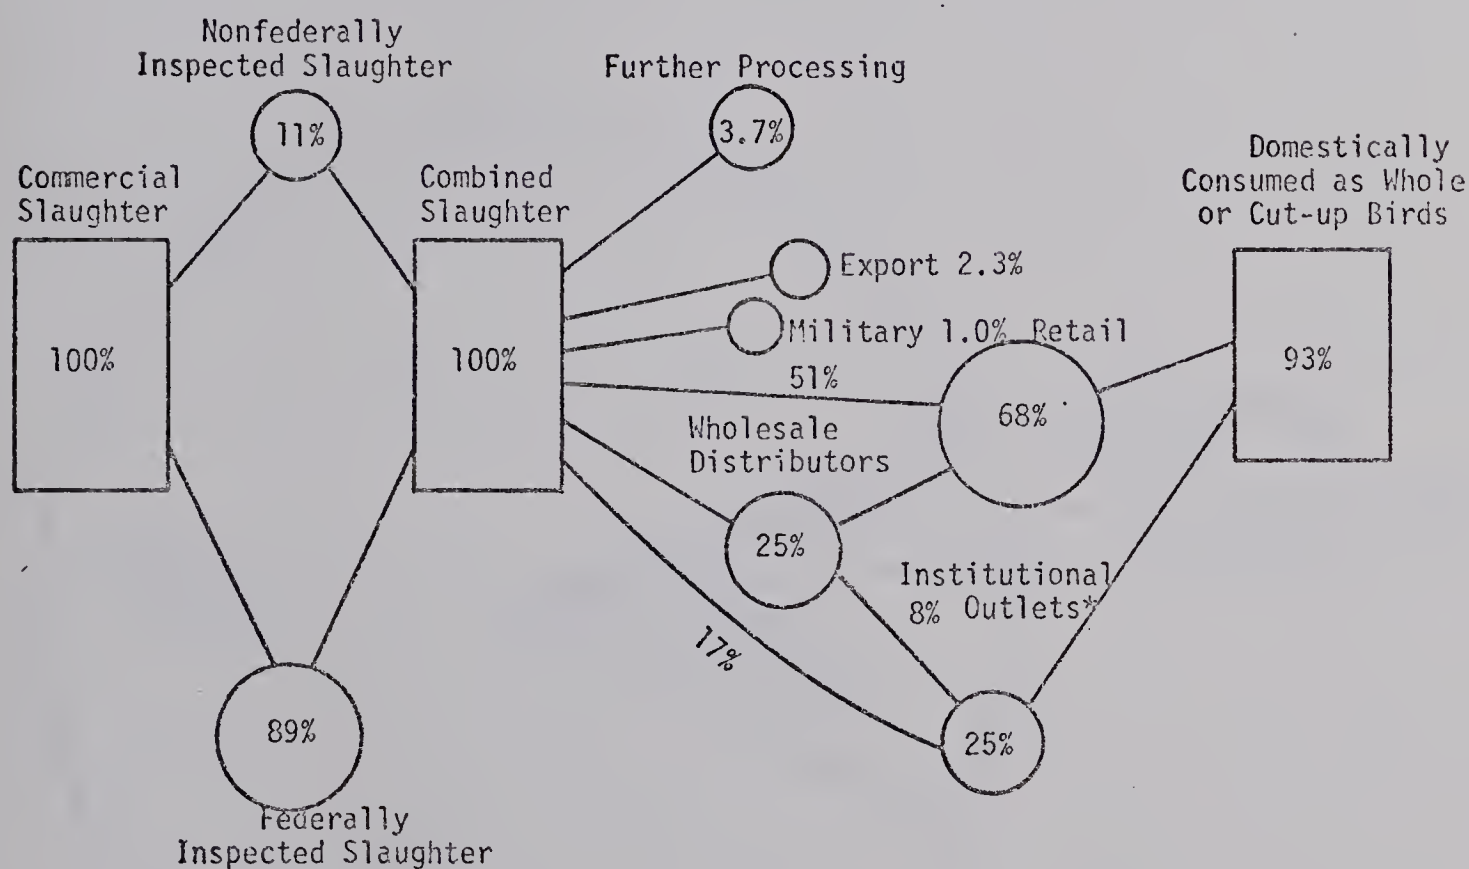 Nonfederally
Inspected Slaughter
Further Processing
11%
3.7%
Commercial
Slaughter
Combined
Slaughter
Domestically
Consumed as Whole
or Cut-up Birds
Export 2.3%
Military 1.0% Retail
100%
100%
51%
68%
93%
Wholesale
Distributors
25%
Institutional
8% Outlets*
17%
89%
25%
Federally
Inspected Slaughter